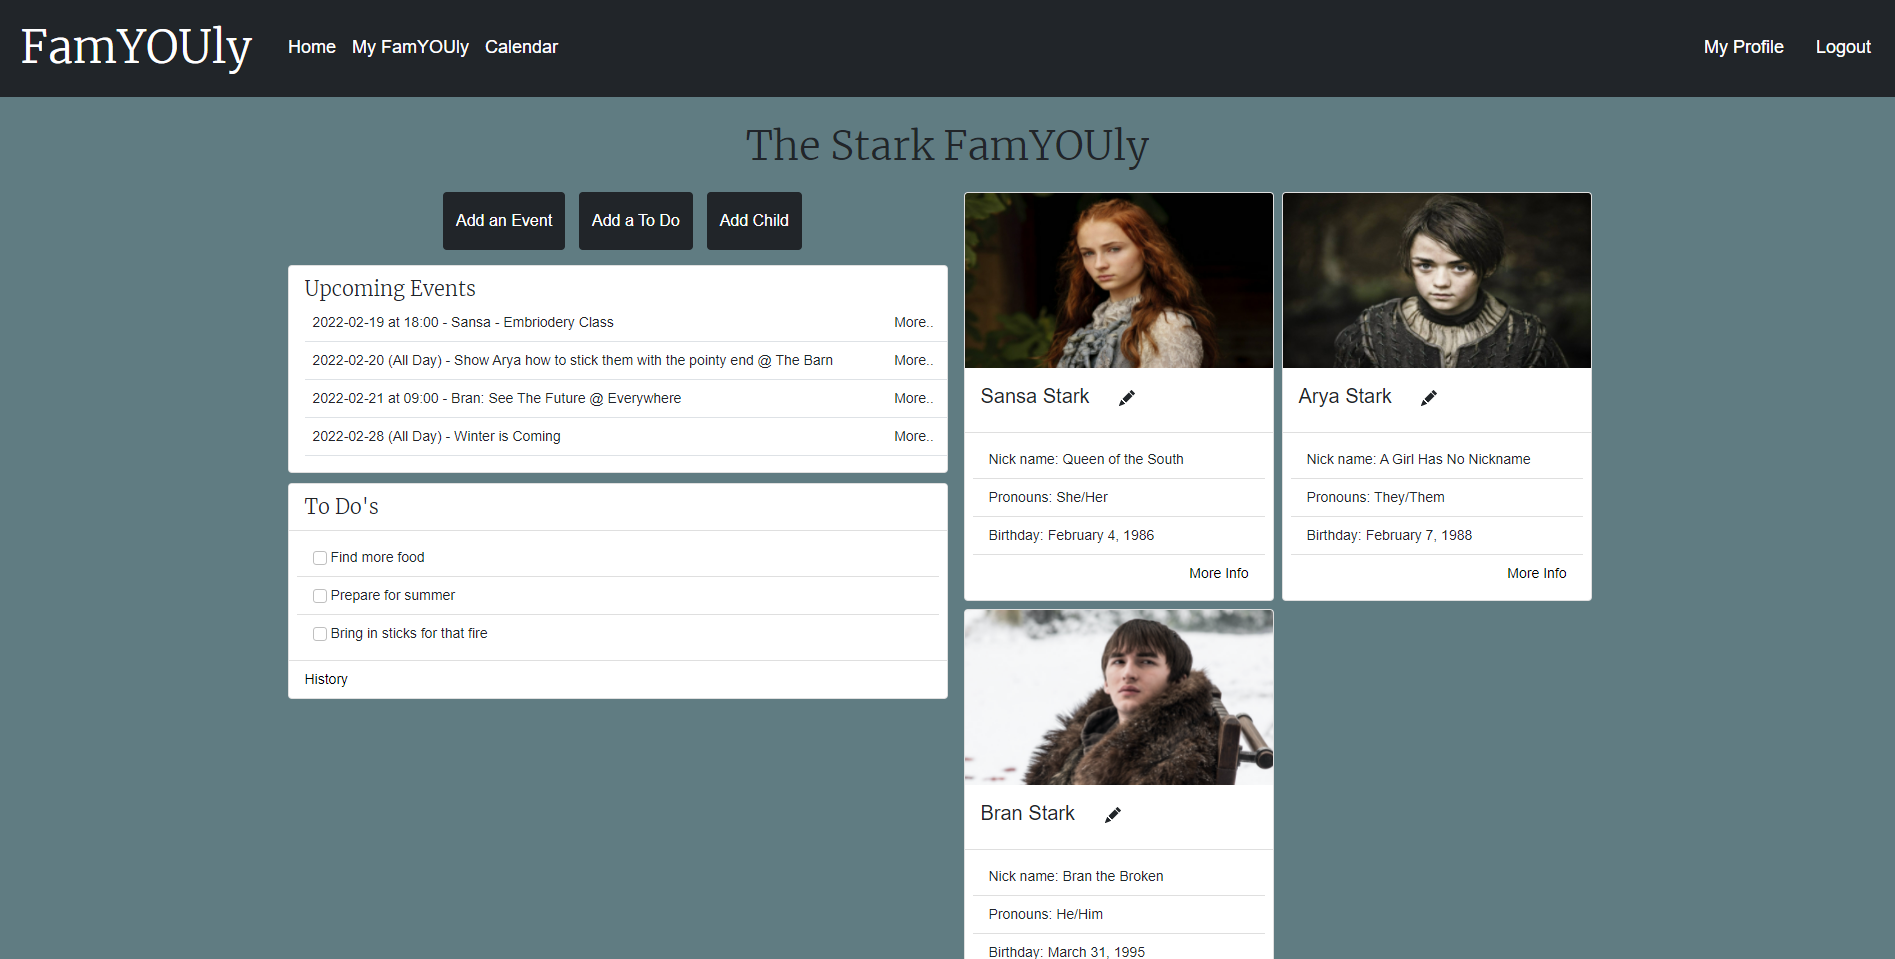 FamYOUly
Home
My FamYOUly
Calendar
My Profile
Logout
The Stark FamYOUly
Add an Event
Add a To Do
Add Child
Upcoming Events
2022-02-19 at 18:00 - Sansa - Embriodery Class
More..
2022-02-20 (All Day) - Show Arya how to stick them with the pointy end @ The Barn
More..
2022-02-21 at 09:00 - Bran: See The Future @ Everywhere
More..
2022-02-28 (All Day) - Winter is Coming
More..
To Do's
Find more food
Prepare for summer
Bring in sticks for that fire
History
Sansa Stark
Nick name: Queen of the South
Pronouns: She/Her
Birthday: February 4, 1986
More Info
Arya Stark
Nick name: A Girl Has No Nickname
Pronouns: They/Them
Birthday: February 7, 1988
More Info
Bran Stark
Nick name: Bran the Broken
Pronouns: He/Him
Birthday: March 31, 1995